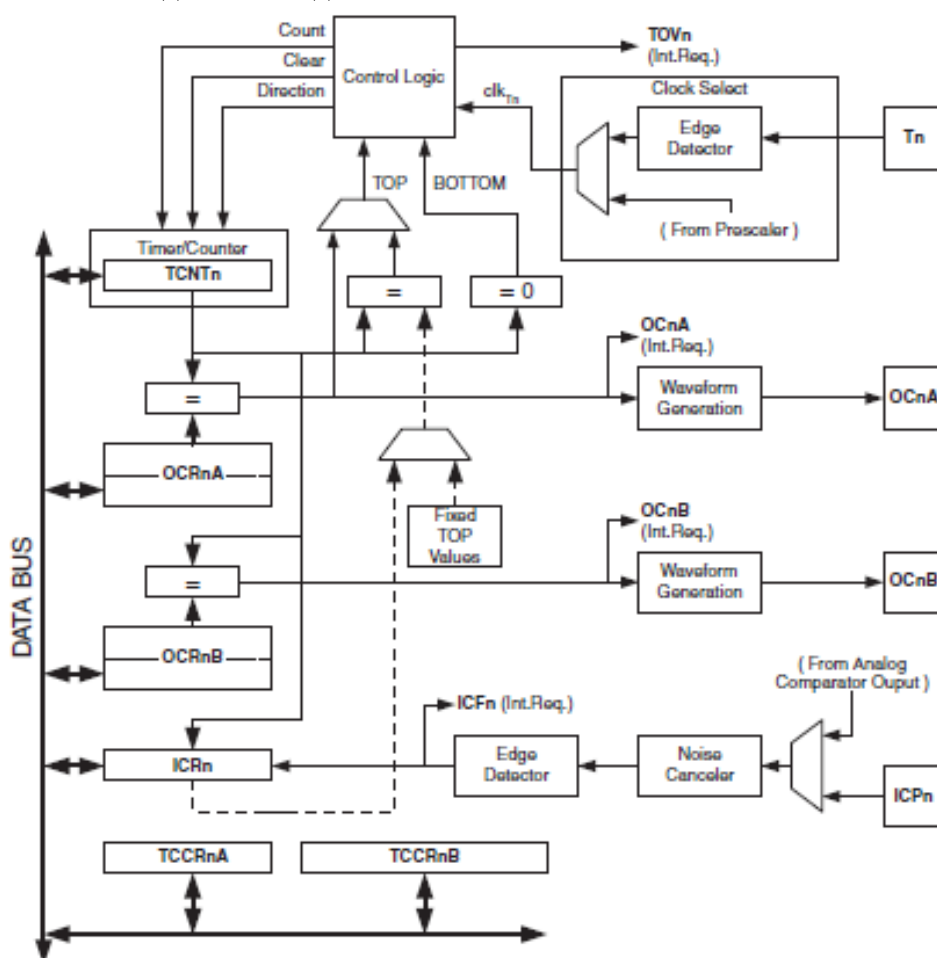 Count
Clear
Direction
Control Logic
TOVn
(Int.Req.)
clk Tn
Clock Select
Edge
Detector
Tn
( From Prescaler )
TOP
BOTTOM
Timer/Counter
TCNTn
=
= 0
=
OCRnA
OCnA
(Int.Req.)
Waveform
Generation
OCnA
Fixed
TOP
Values
=
OCRnB
OCnB
(Int.Req.)
Waveform
Generation
OCnB
DATA BUS
( From Analog
Comparator Ouput )
ICFn (Int.Req.)
ICRn
Edge
Detector
Noise
Canceler
ICPn
TCCRnA
TCCRnB